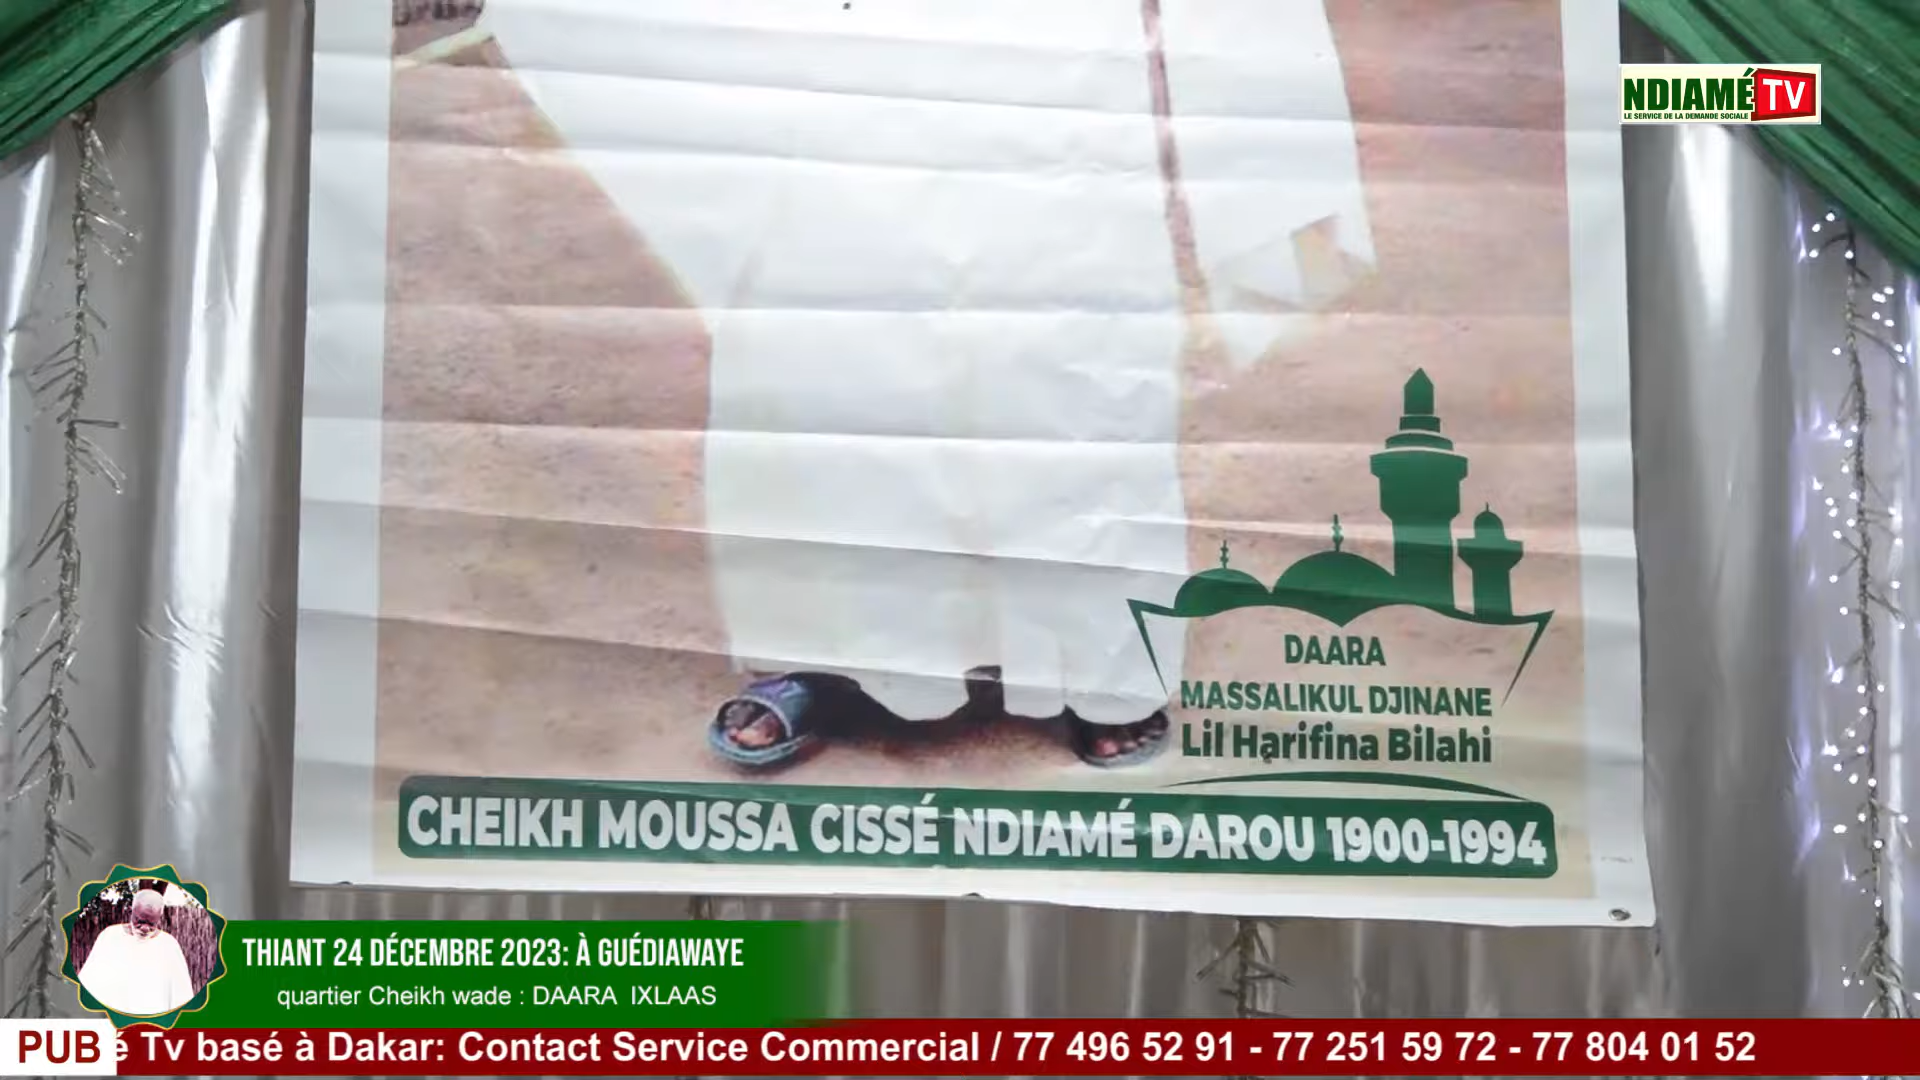 NDIAMÉ TV
LE SERVICE DE LA DEMANDE SOCIALE
DAARA
MASSALIKUL DJINANE
Lil Harifina Bilahi
CHEIKH MOUSSA CISSÉ NDIAMÉ DAROU 1900-1994
THIANT 24 DÉCEMBRE 2023: À GUÉDIAWAYE
quartier Cheikh wade : DAARA IXLAAS
PUB é Tv basé à Dakar: Contact Service Commercial / 77 496 52 91 - 77 251 59 72 - 77 804 01 52